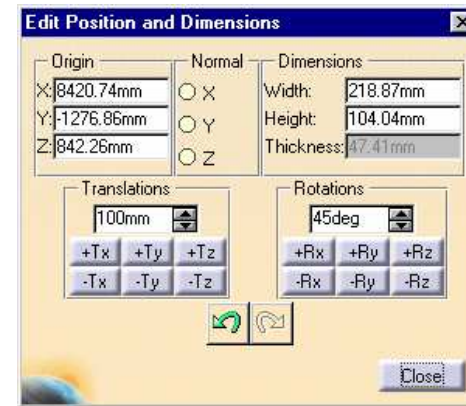 Edit Position and Dimensions
Origin Normal Dimensions
X: 8420.74mm X Width: 218.87mm
Y: -1276.86mm Y Height: 104.04mm
Z: 842.26mm Z Thickness: 47.41mm
Translations Rotations
100mm 45deg
+Tx +Ty +Tz +Rx +Ry +Rz
-Tx -Ty -Tz -Rx -Ry -Rz
Close